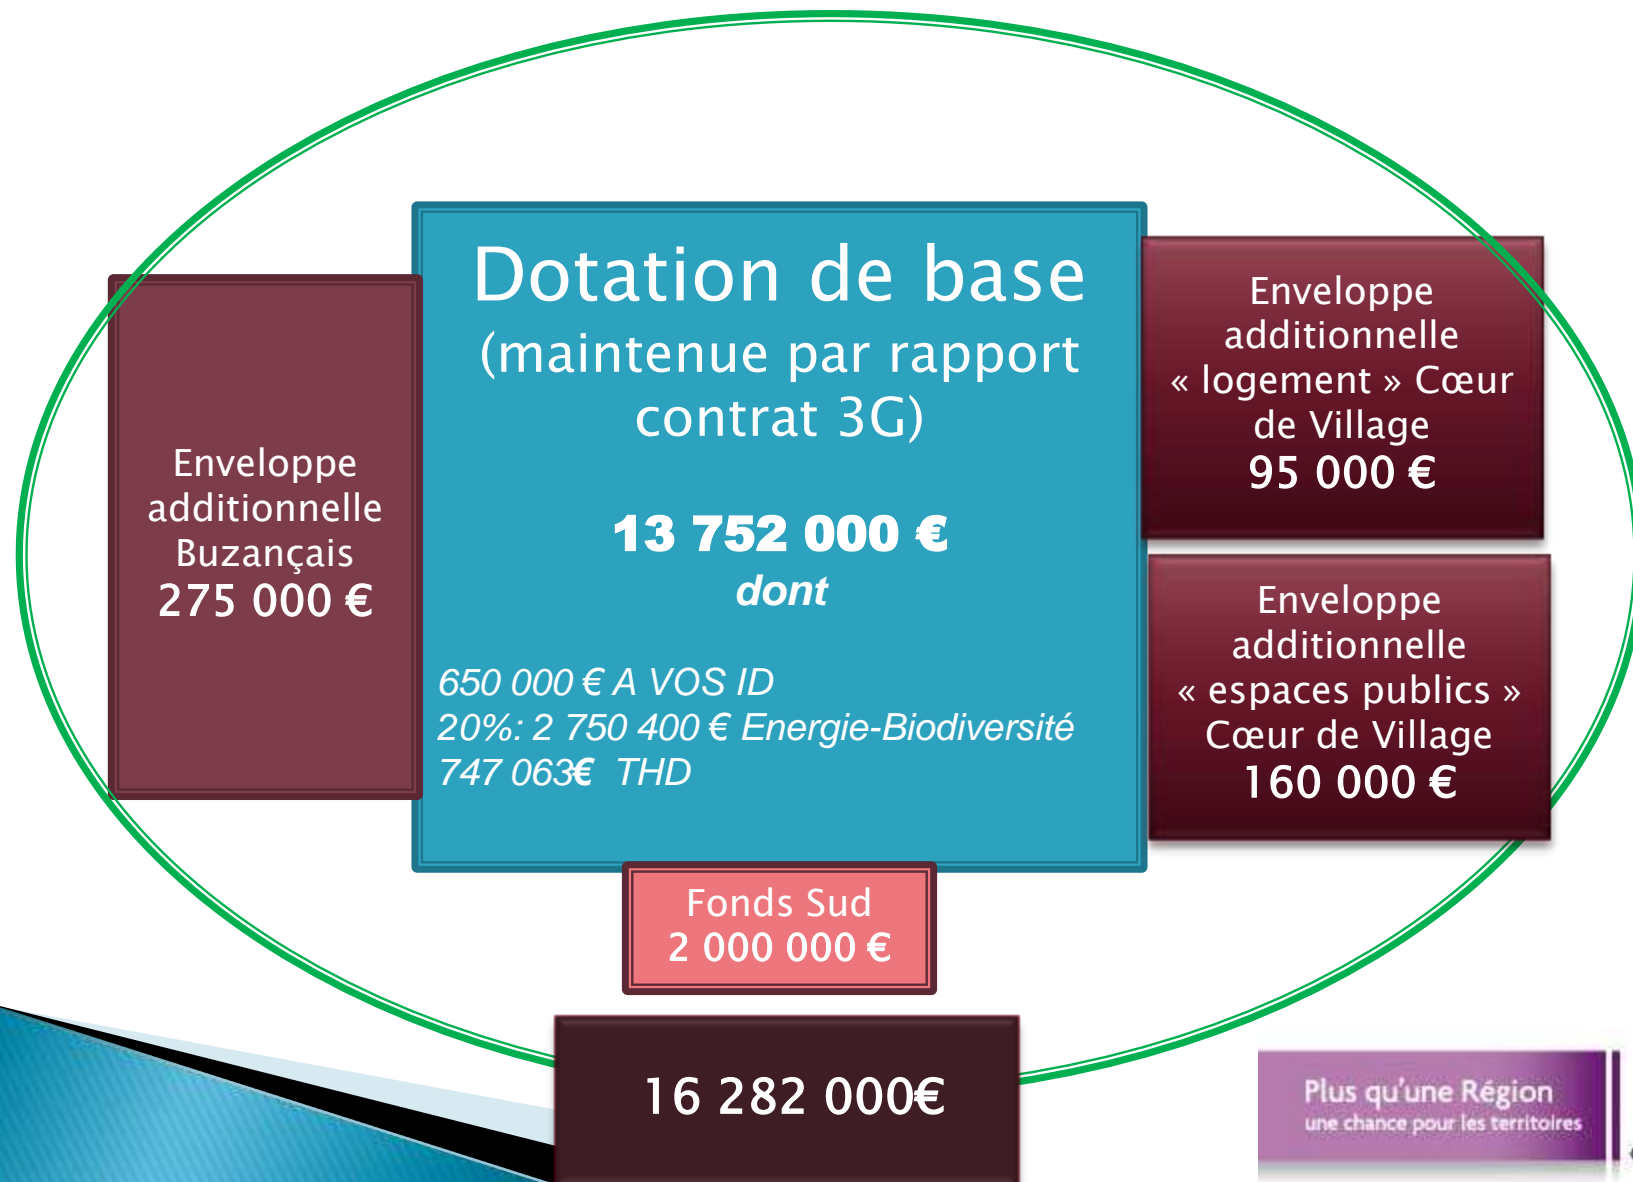 Dotation de base
(maintenue par rapport
contrat 3G)
13 752 000 €
dont
650 000 € A VOS ID
20%: 2 750 400 € Energie-Biodiversité
747 063€ THD
Enveloppe
additionnelle
Buzançais
275 000 €
Enveloppe
additionnelle
« logement » Cœur
de Village
95 000 €
Enveloppe
additionnelle
« espaces publics »
Cœur de Village
160 000 €
Fonds Sud
2 000 000 €
16 282 000€
Plus qu'une Région
une chance pour les territoires